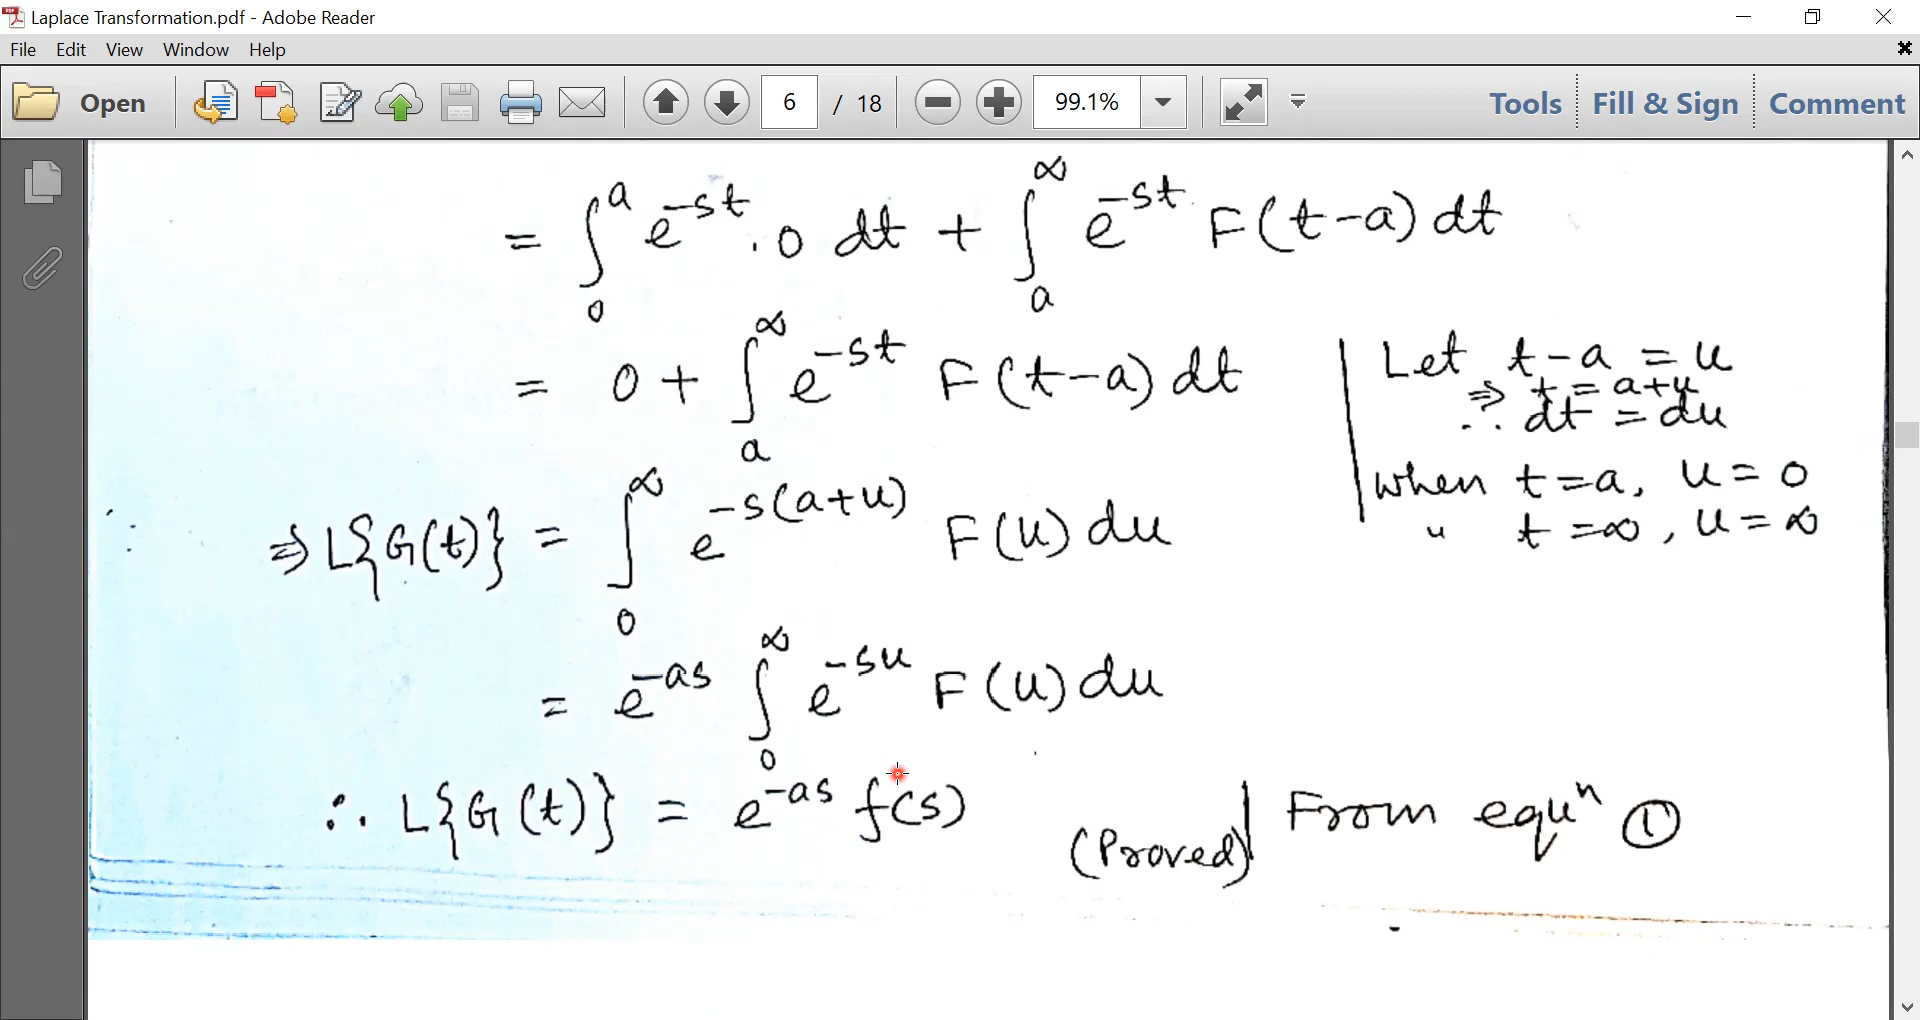 Laplace Transformation.pdf - Adobe Reader
File Edit View Window Help
Open 6 / 18 99.1% Tools Fill & Sign Comment
= ∫₀ᵃ e^{-st} . 0 dt + ∫ₐ^∞ e^{-st} F(t-a) dt
= 0 + ∫ₐ^∞ e^{-st} F(t-a) dt
Let t-a = u
⇒ t = a+u
∴ dt = du
when t=a, u=0
" t=∞, u=∞
⇒ L{G(t)} = ∫₀^∞ e^{-s(a+u)} F(u) du
= e^{-as} ∫₀^∞ e^{-su} F(u) du
∴ L{G(t)} = e^{-as} f(s)
(Proved) | From equⁿ ①